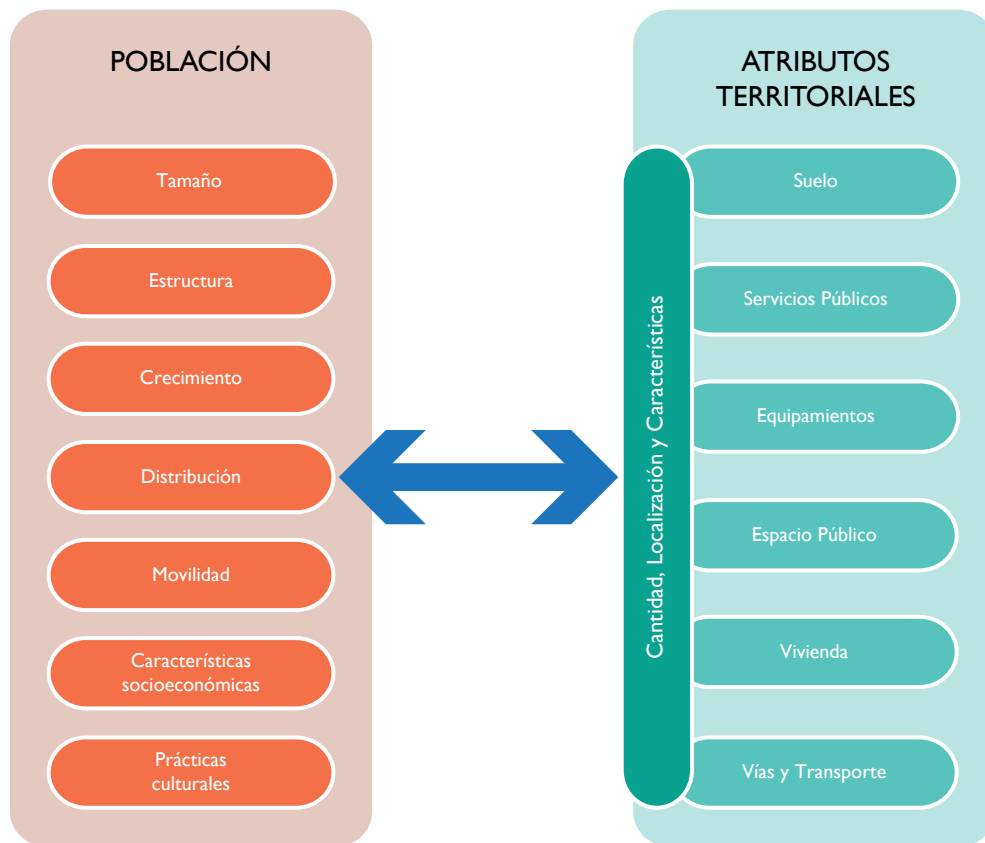 POBLACIÓN
Tamaño
Estructura
Crecimiento
Distribución
Movilidad
Características
socioeconómicas
Prácticas
culturales
ATRIBUTOS
TERRITORIALES
Cantidad, Localización y Características
Suelo
Servicios Públicos
Equipamientos
Espacio Público
Vivienda
Vías y Transporte